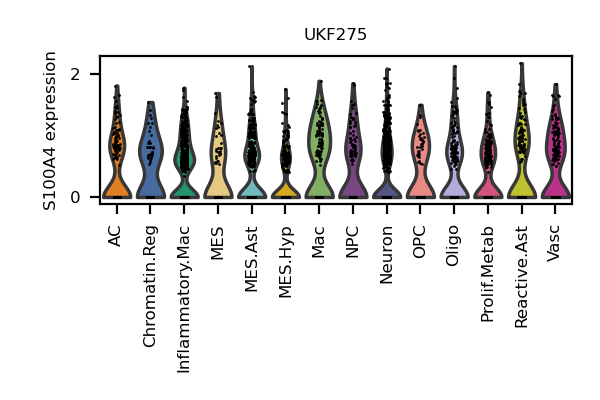 UKF275
S100A4 expression
2
0
AC
Chromatin.Reg
Inflammatory.Mac
MES
MES.Ast
MES.Hyp
Mac
NPC
Neuron
OPC
Oligo
Prolif.Metab
Reactive.Ast
Vasc